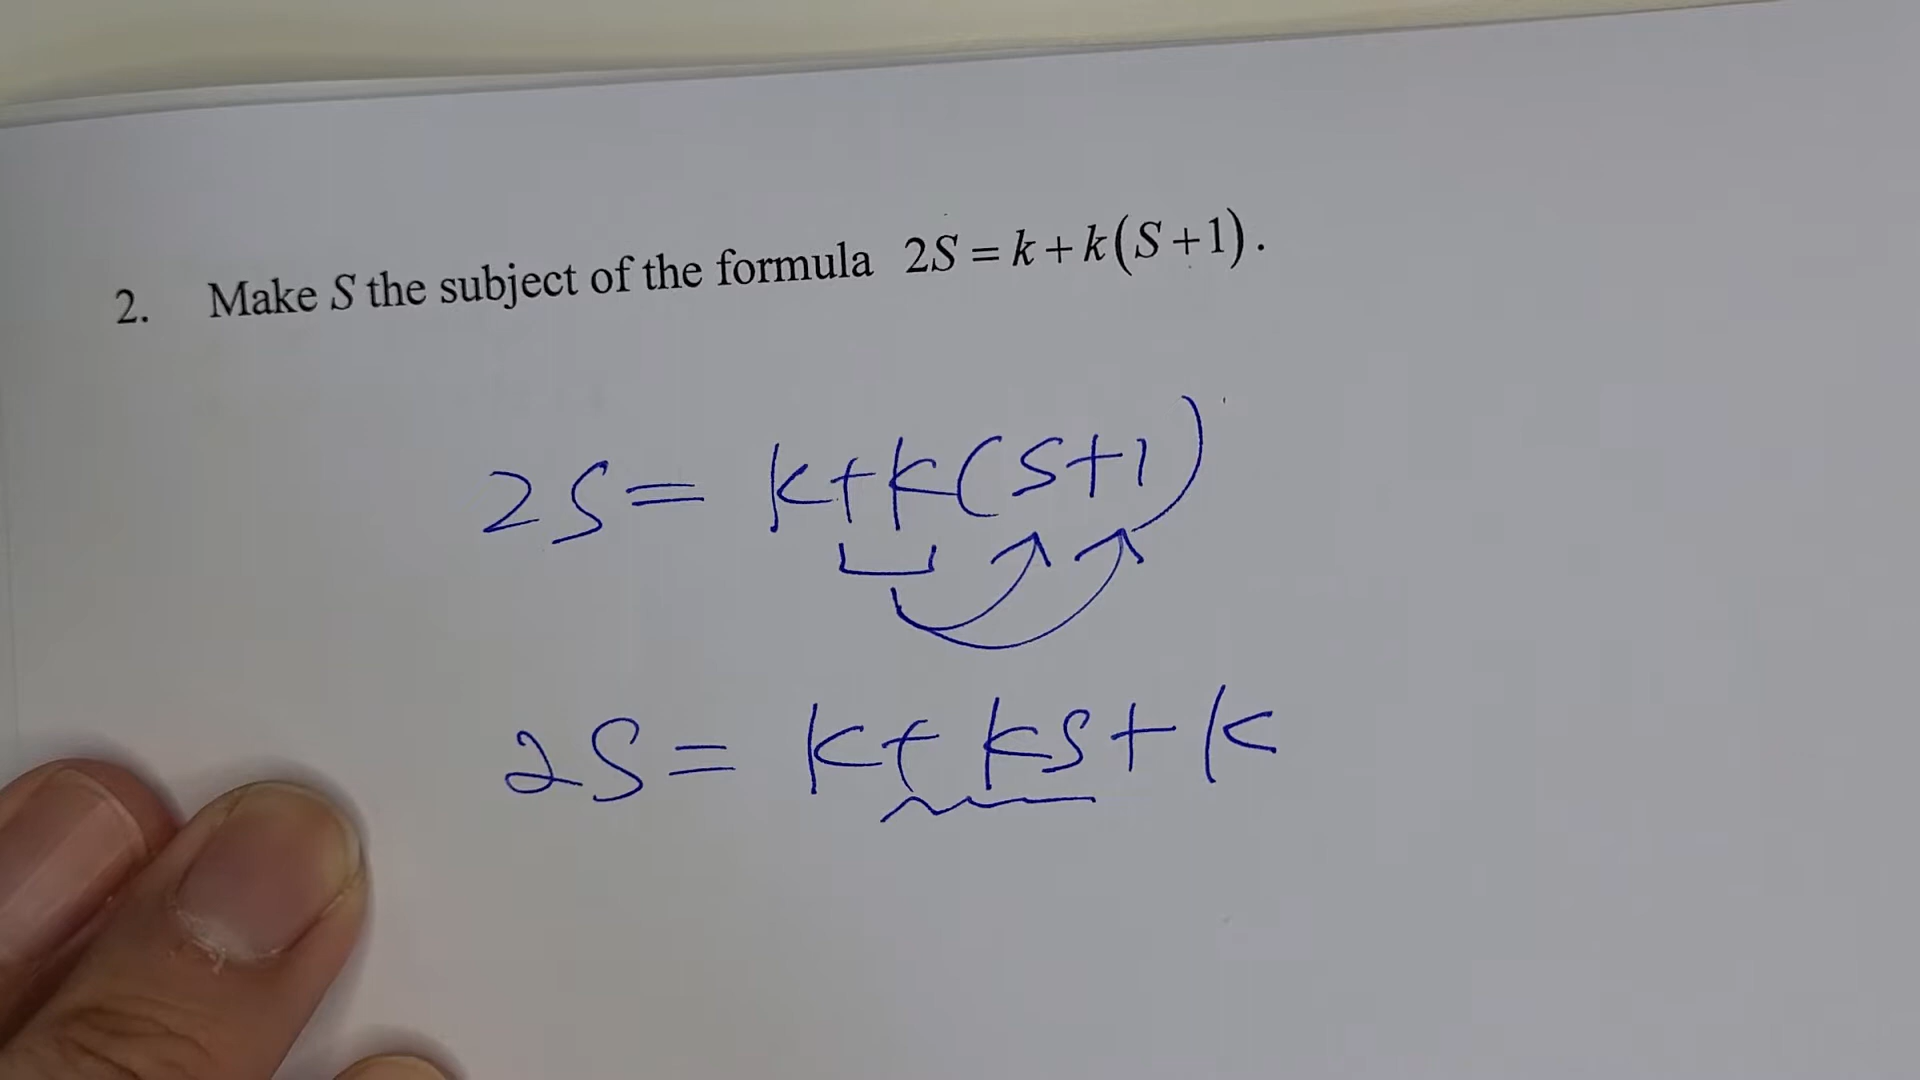 2. Make S the subject of the formula 2S = k + k(S+1).
2S = k+k(S+1)
2S = k+ kS + k